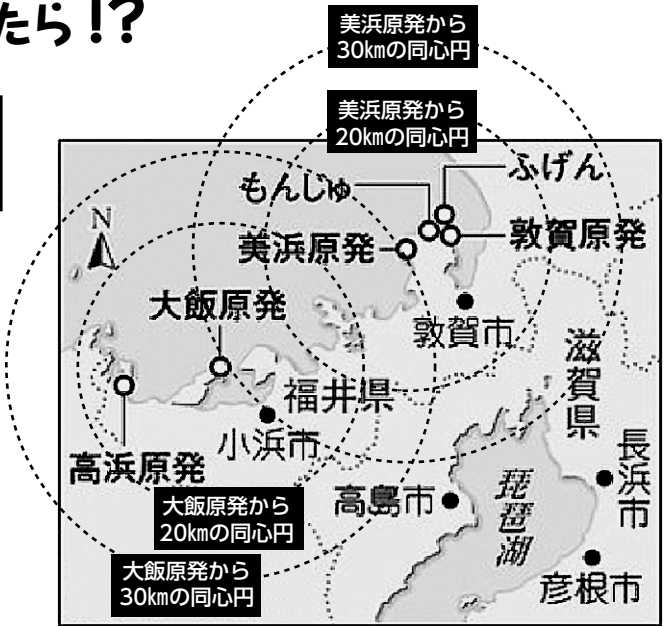 たら!?
美浜原発から
30㎞の同心円
美浜原発から
20㎞の同心円
ふげん
もんじゅ
N
美浜原発
敦賀原発
大飯原発
敦賀市
滋賀県
福井県
小浜市
高浜原発
長浜市
高島市
琵琶湖
大飯原発から
20㎞の同心円
彦根市
大飯原発から
30㎞の同心円